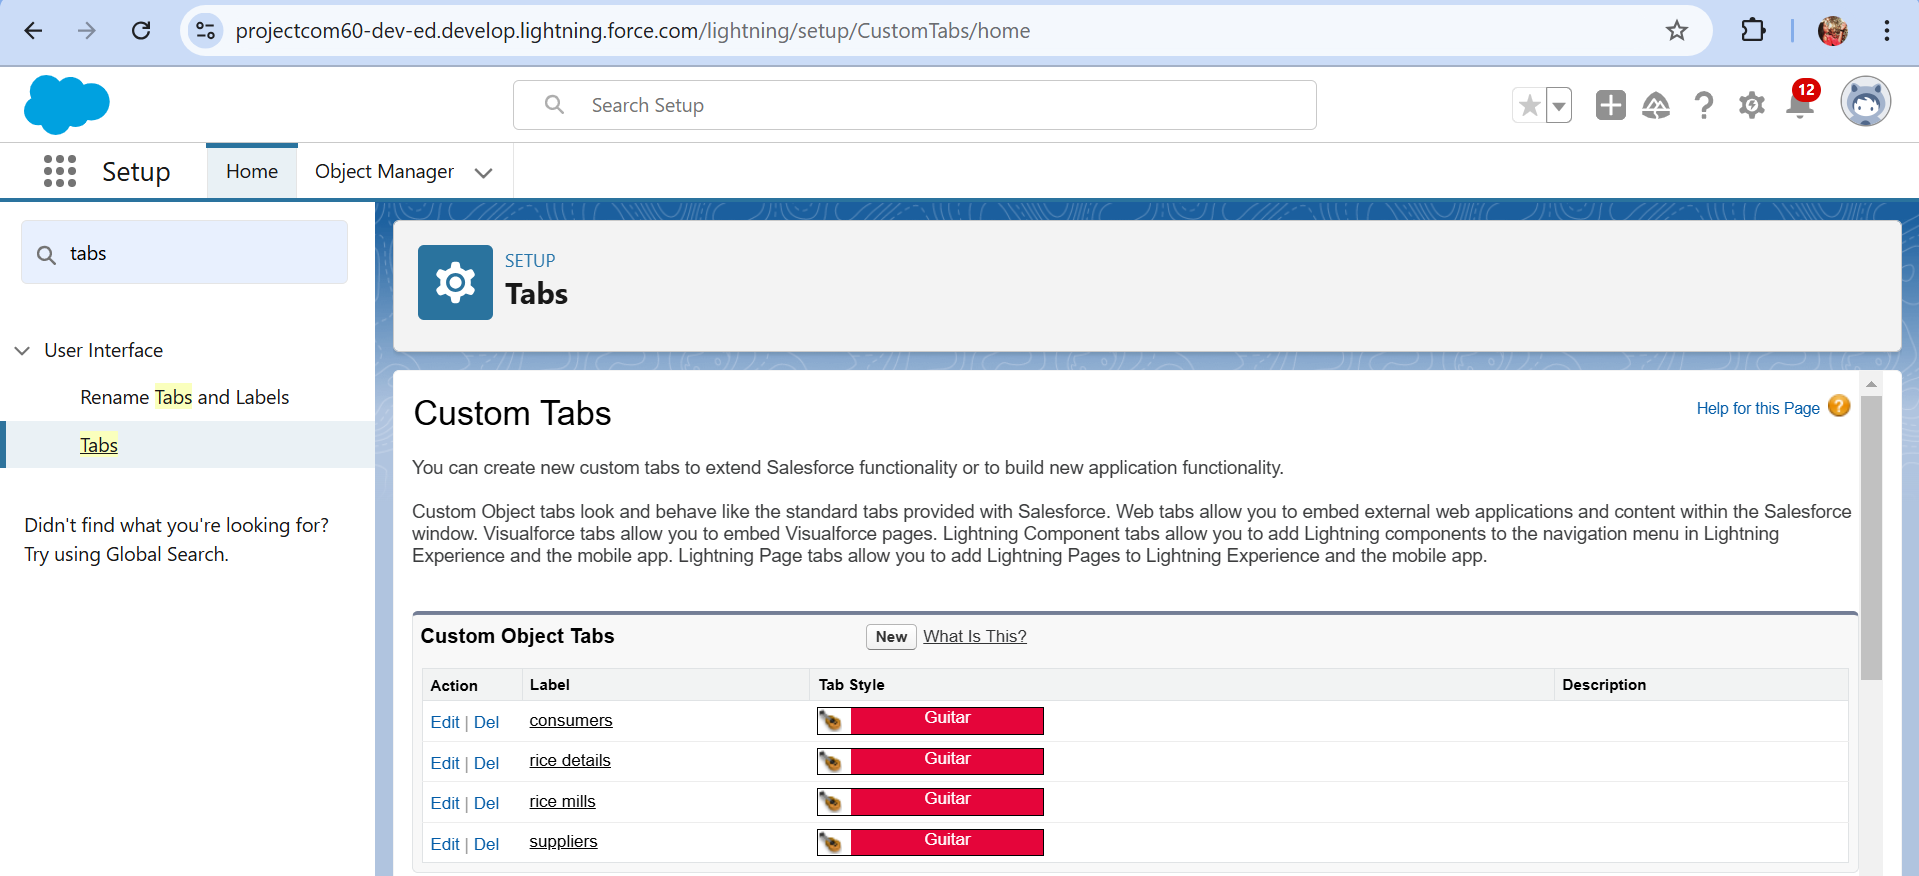 projectcom60-dev-ed.develop.lightning.force.com/lightning/setup/CustomTabs/home
Search Setup
12
Setup
Home
Object Manager
tabs
User Interface
Rename Tabs and Labels
Tabs
Didn't find what you're looking for?
Try using Global Search.
SETUP
Tabs
Custom Tabs
Help for this Page ?
You can create new custom tabs to extend Salesforce functionality or to build new application functionality.
Custom Object tabs look and behave like the standard tabs provided with Salesforce. Web tabs allow you to embed external web applications and content within the Salesforce
window. Visualforce tabs allow you to embed Visualforce pages. Lightning Component tabs allow you to add Lightning components to the navigation menu in Lightning
Experience and the mobile app. Lightning Page tabs allow you to add Lightning Pages to Lightning Experience and the mobile app.
Custom Object Tabs New What Is This?
Action Label Tab Style Description
Edit | Del consumers Guitar
Edit | Del rice details Guitar
Edit | Del rice mills Guitar
Edit | Del suppliers Guitar